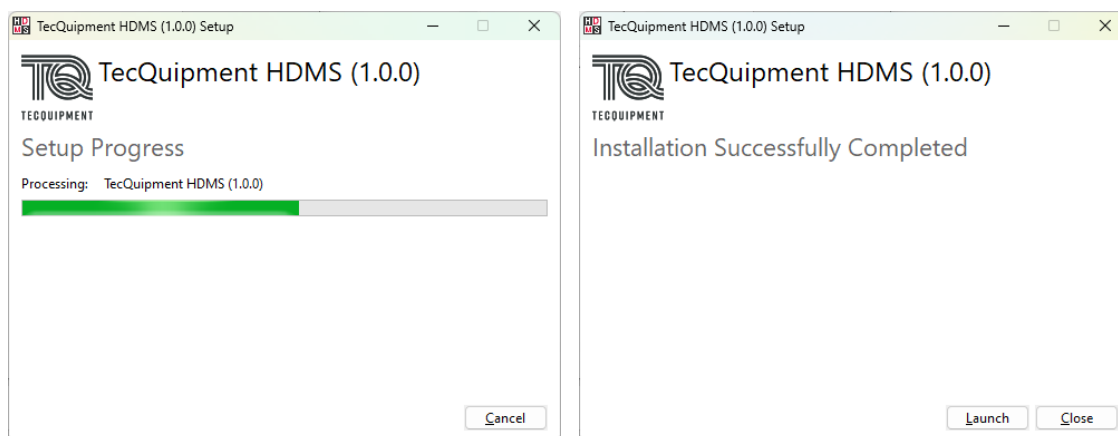 TecQuipment HDMS (1.0.0) Setup
TecQuipment HDMS (1.0.0)
TECQUIPMENT
Setup Progress
Processing: TecQuipment HDMS (1.0.0)
Cancel
TecQuipment HDMS (1.0.0) Setup
TecQuipment HDMS (1.0.0)
TECQUIPMENT
Installation Successfully Completed
Launch Close